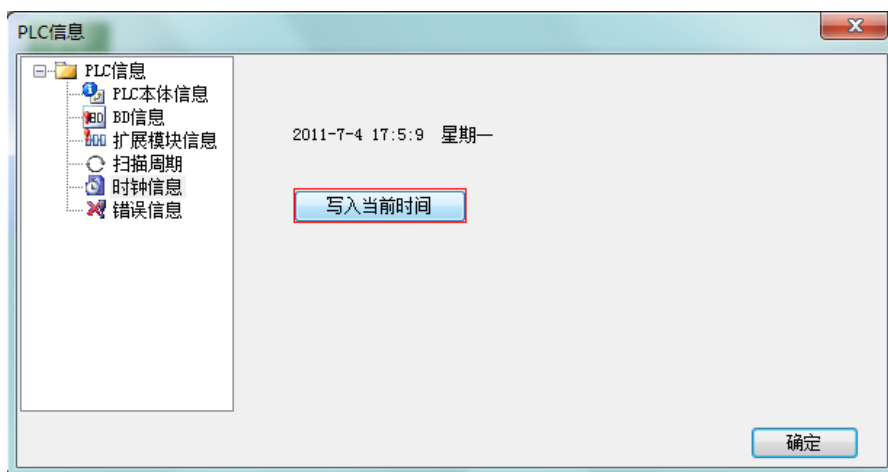 PLC信息
PLC信息
PLC本体信息
BD信息
扩展模块信息
扫描周期
时钟信息
错误信息
2011-7-4 17:5:9 星期一
写入当前时间
确定